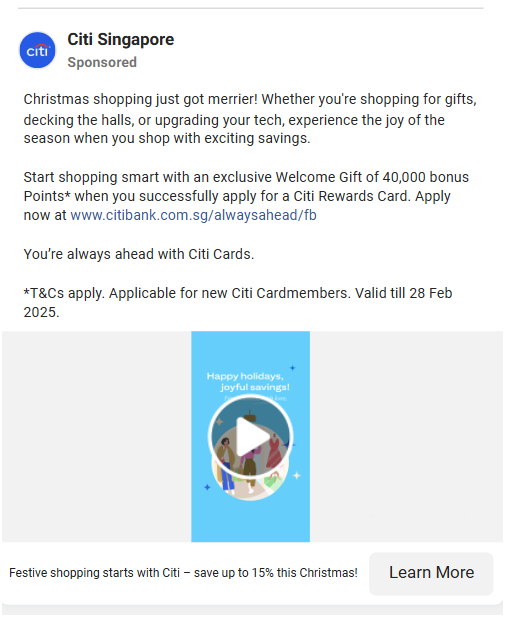 citi
Citi Singapore
Sponsored
Christmas shopping just got merrier! Whether you're shopping for gifts,
decking the halls, or upgrading your tech, experience the joy of the
season when you shop with exciting savings.
Start shopping smart with an exclusive Welcome Gift of 40,000 bonus
Points* when you successfully apply for a Citi Rewards Card. Apply
now at www.citibank.com.sg/alwaysahead/fb
You’re always ahead with Citi Cards.
*T&Cs apply. Applicable for new Citi Cardmembers. Valid till 28 Feb
2025.
Happy holidays,
joyful savings!
Festive shopping starts with Citi – save up to 15% this Christmas!
Learn More